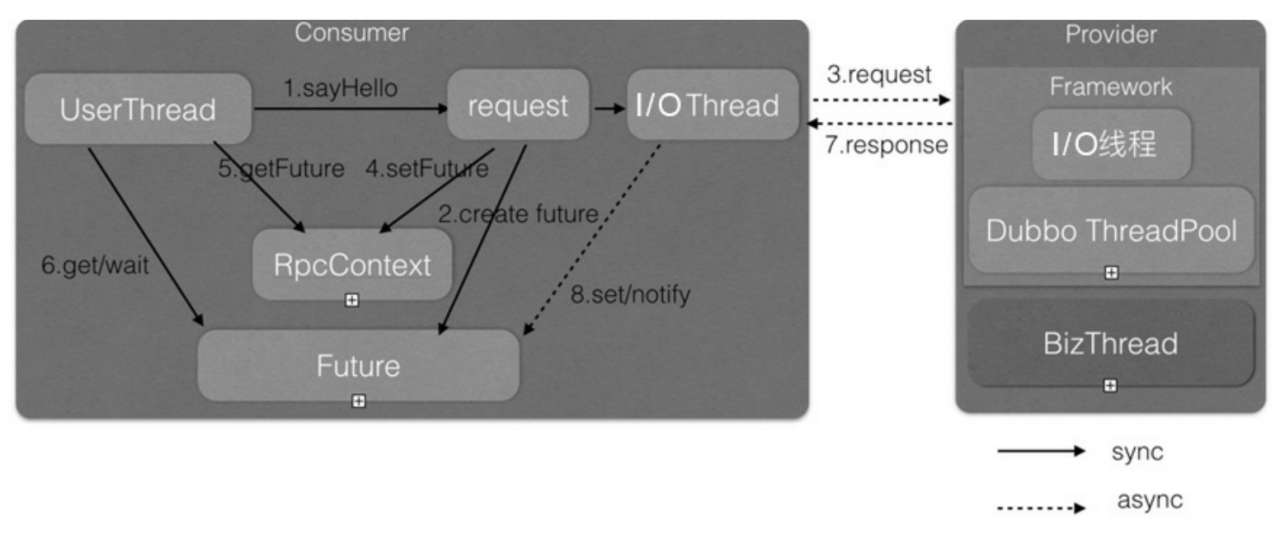 Consumer
Provider
1.sayHello
UserThread
request
I/O Thread
3.request
7.response
Framework
I/O线程
5.getFuture
4.setFuture
2.create future
Dubbo ThreadPool
6.get/wait
RpcContext
8.set/notify
BizThread
Future
sync
async